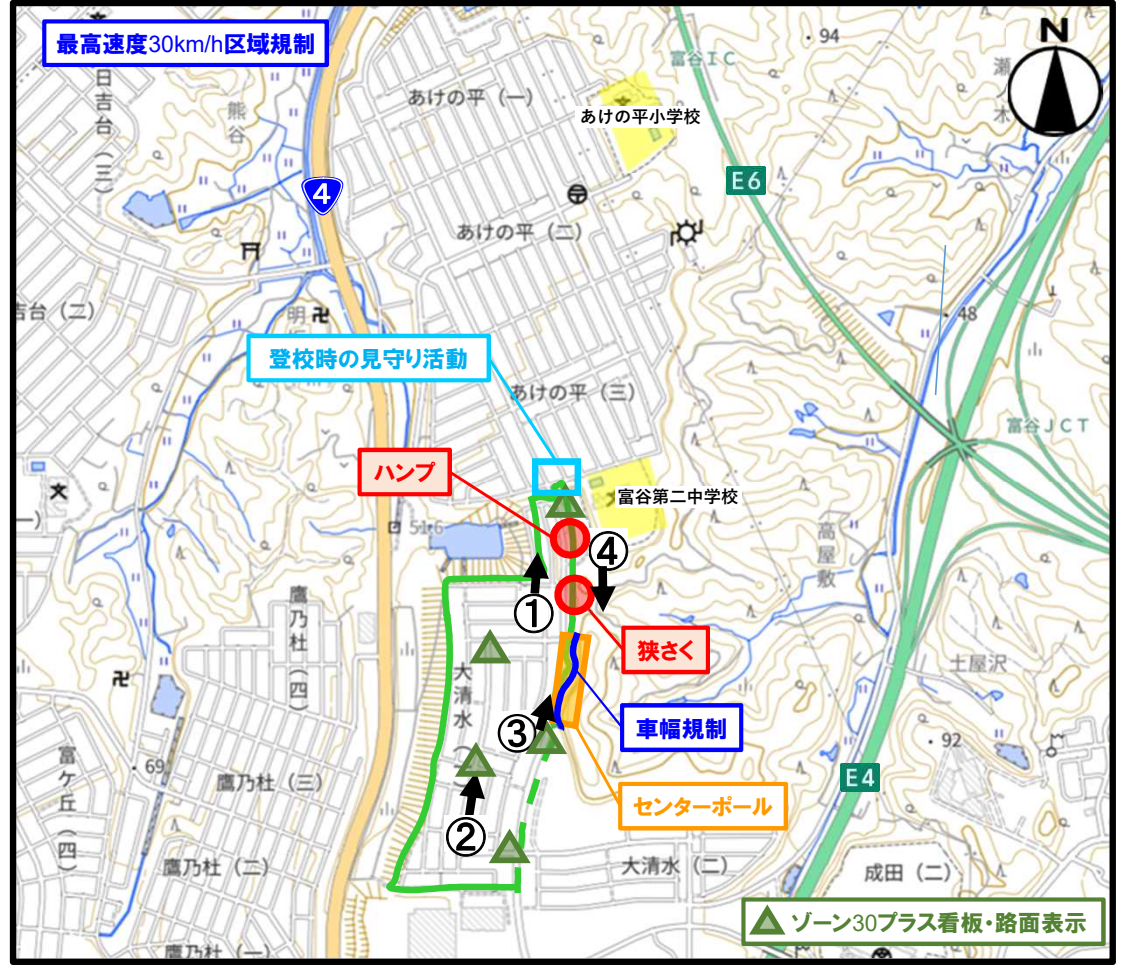 最高速度30km/h区域規制
N
・94
富谷IC
瀬ノ木
日吉台（三）
熊谷
あけの平（一）
あけの平小学校
E6
4
あけの平（二）
吉台（二）
・48
登校時の見守り活動
あけの平（三）
富谷JCT
ハンプ
富谷第二中学校
51.6
④
高屋敷
①
鷹乃杜（四）
狭さく
土屋沢
大清水（一）
③
車幅規制
・92
富ケ丘（四）
・69
鷹乃杜（三）
E4
センターポール
②
鷹乃杜（二）
大清水（二）
成田（二）
ゾーン30プラス看板・路面表示
鷹乃杜（一）